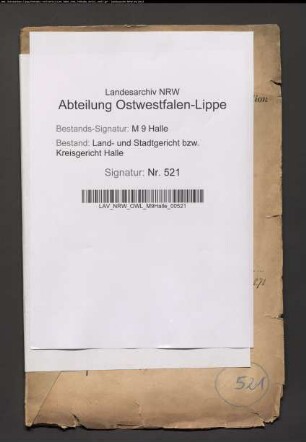 Landesarchiv NRW
Abteilung Ostwestfalen-Lippe
Bestands-Signatur: M 9 Halle
Bestand: Land- und Stadtgericht bzw.
Kreisgericht Halle
Signatur: Nr. 521
LAV_NRW_OWL_M9Halle_00521
521